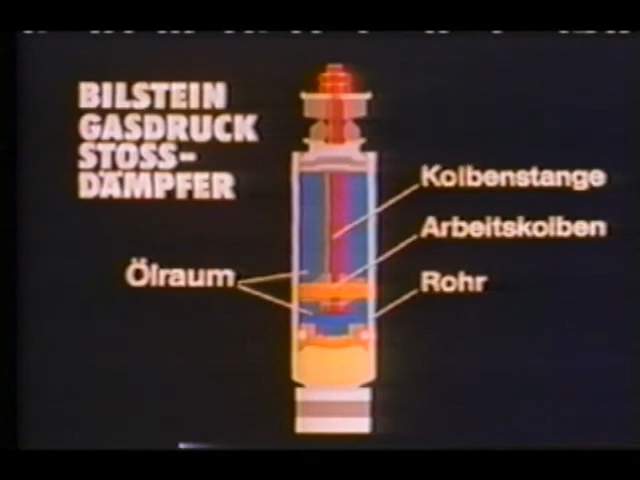 BILSTEIN
GASDRUCK
STOSS-
DÄMPFER
Kolbenstange
Arbeitskolben
Ölraum
Rohr